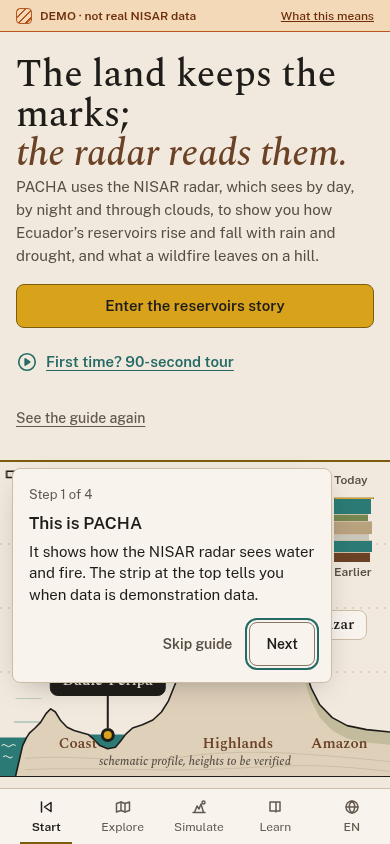 DEMO · not real NISAR data
What this means
The land keeps the
marks;
the radar reads them.
PACHA uses the NISAR radar, which sees by day,
by night and through clouds, to show you how
Ecuador’s reservoirs rise and fall with rain and
drought, and what a wildfire leaves on a hill.
Enter the reservoirs story
First time? 90-second tour
See the guide again
Today
Earlier
Step 1 of 4
This is PACHA
It shows how the NISAR radar sees water
and fire. The strip at the top tells you
when data is demonstration data.
Skip guide
Next
Coast
Highlands
Amazon
schematic profile, heights to be verified
Start
Explore
Simulate
Learn
EN